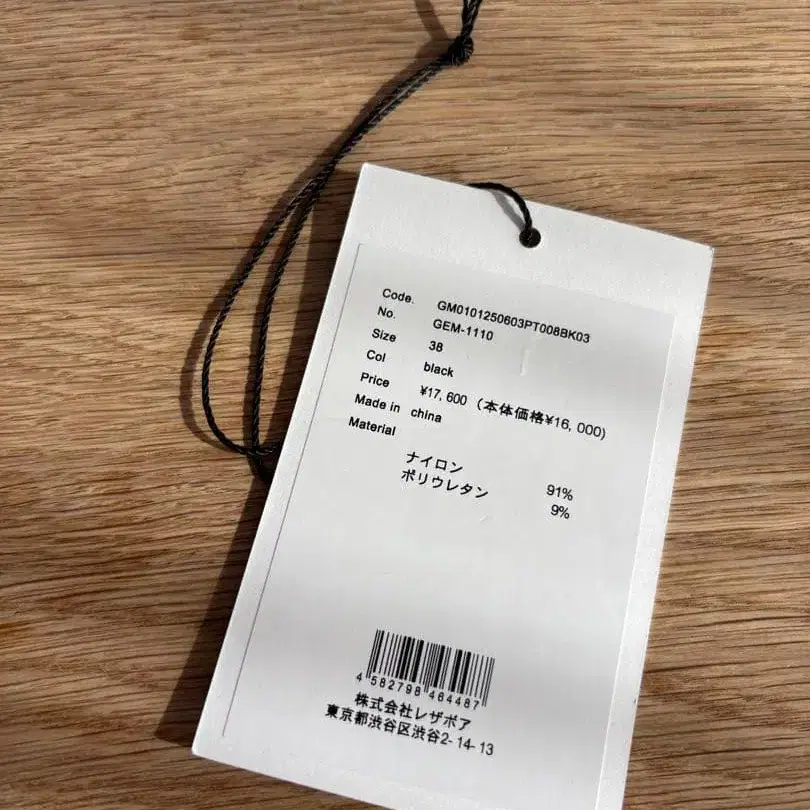 Code. GM0101250603PT008BK03
No. GEM-1110
Size 38
Col black
Price ¥17,600 (本体価格¥16,000)
Made in china
Material
ナイロン 91%
ポリウレタン 9%
4 582798 464487
株式会社レザボア
東京都渋谷区渋谷2-14-13